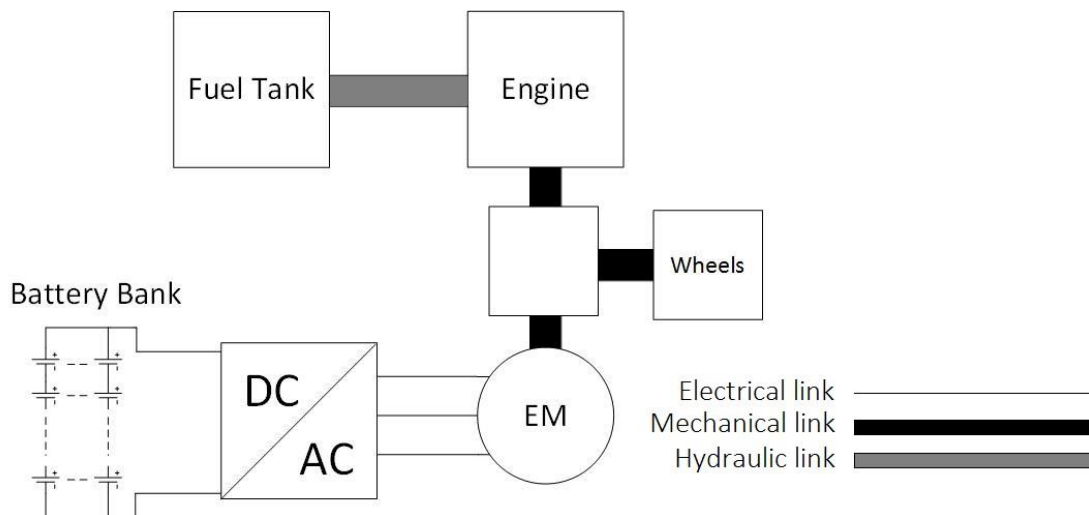 Fuel Tank
Engine
Wheels
Battery Bank
DC
AC
EM
Electrical link
Mechanical link
Hydraulic link